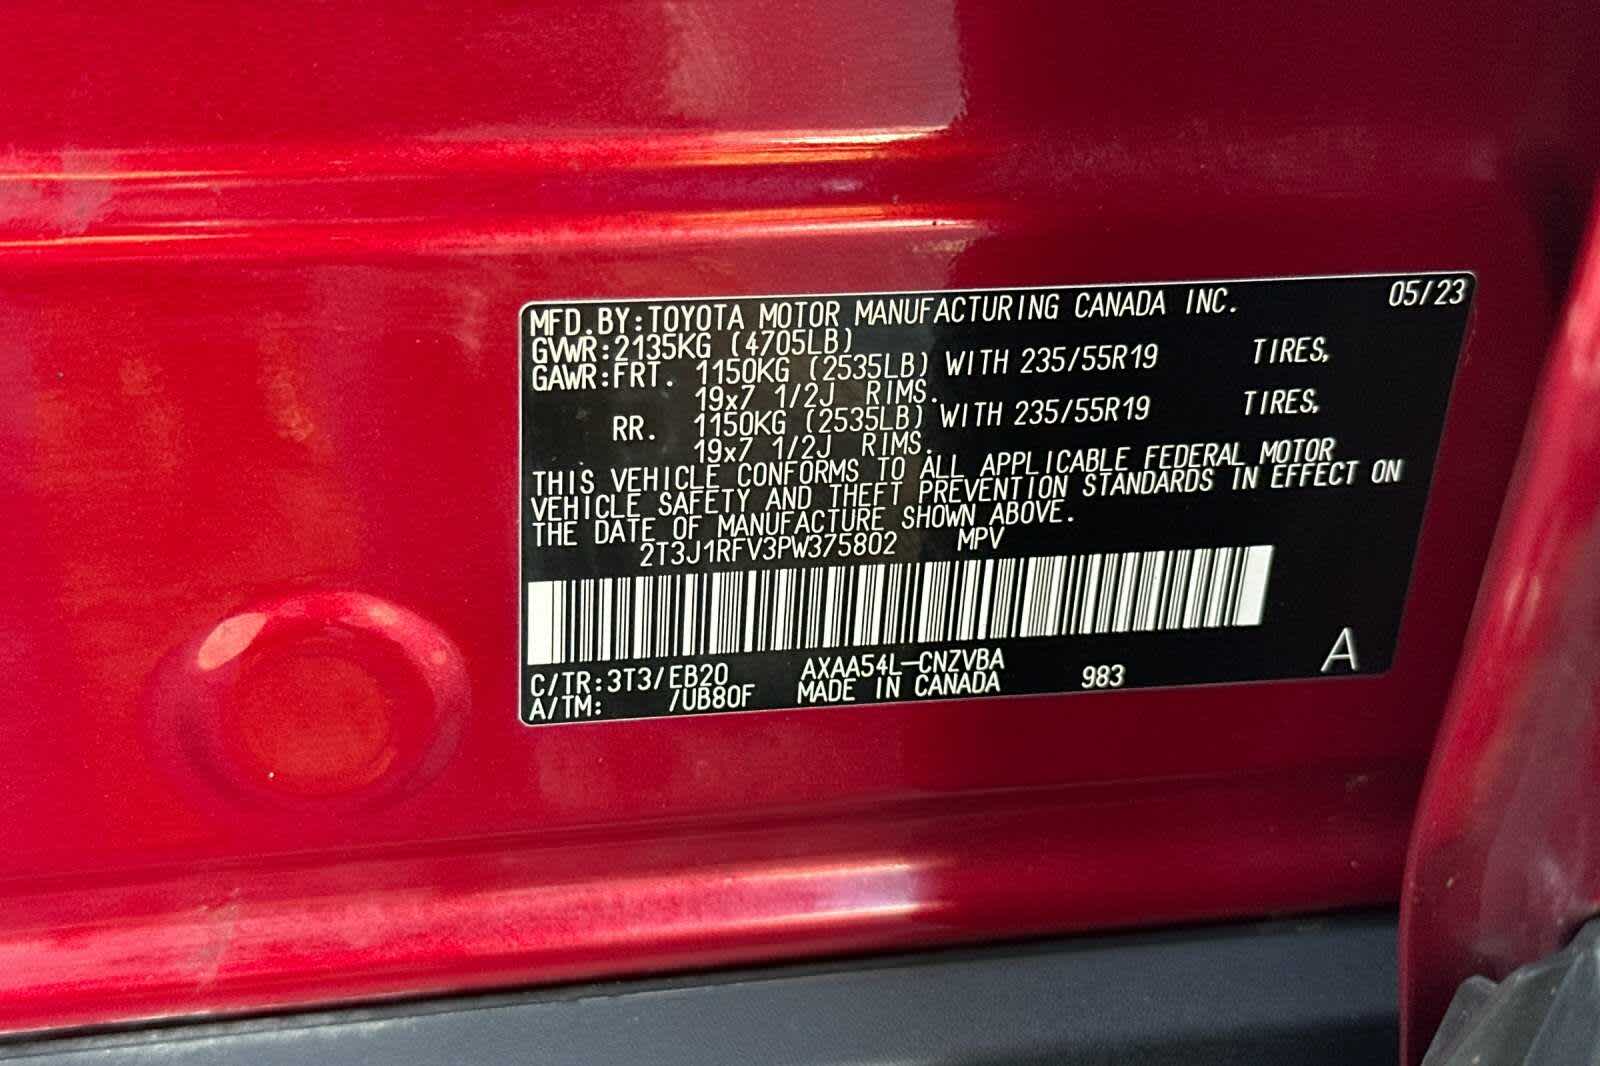 MFD.BY:TOYOTA MOTOR MANUFACTURING CANADA INC. 05/23
GVWR:2135KG (4705LB)
GAWR:FRT. 1150KG (2535LB) WITH 235/55R19 TIRES,
19x7 1/2J RIMS.
RR. 1150KG (2535LB) WITH 235/55R19 TIRES,
19x7 1/2J RIMS.
THIS VEHICLE CONFORMS TO ALL APPLICABLE FEDERAL MOTOR
VEHICLE SAFETY AND THEFT PREVENTION STANDARDS IN EFFECT ON
THE DATE OF MANUFACTURE SHOWN ABOVE.
2T3J1RFV3PW375802 MPV
C/TR:3T3/EB20 AXAA54L-CNZVBA 983 A
A/TM: /UB80F MADE IN CANADA